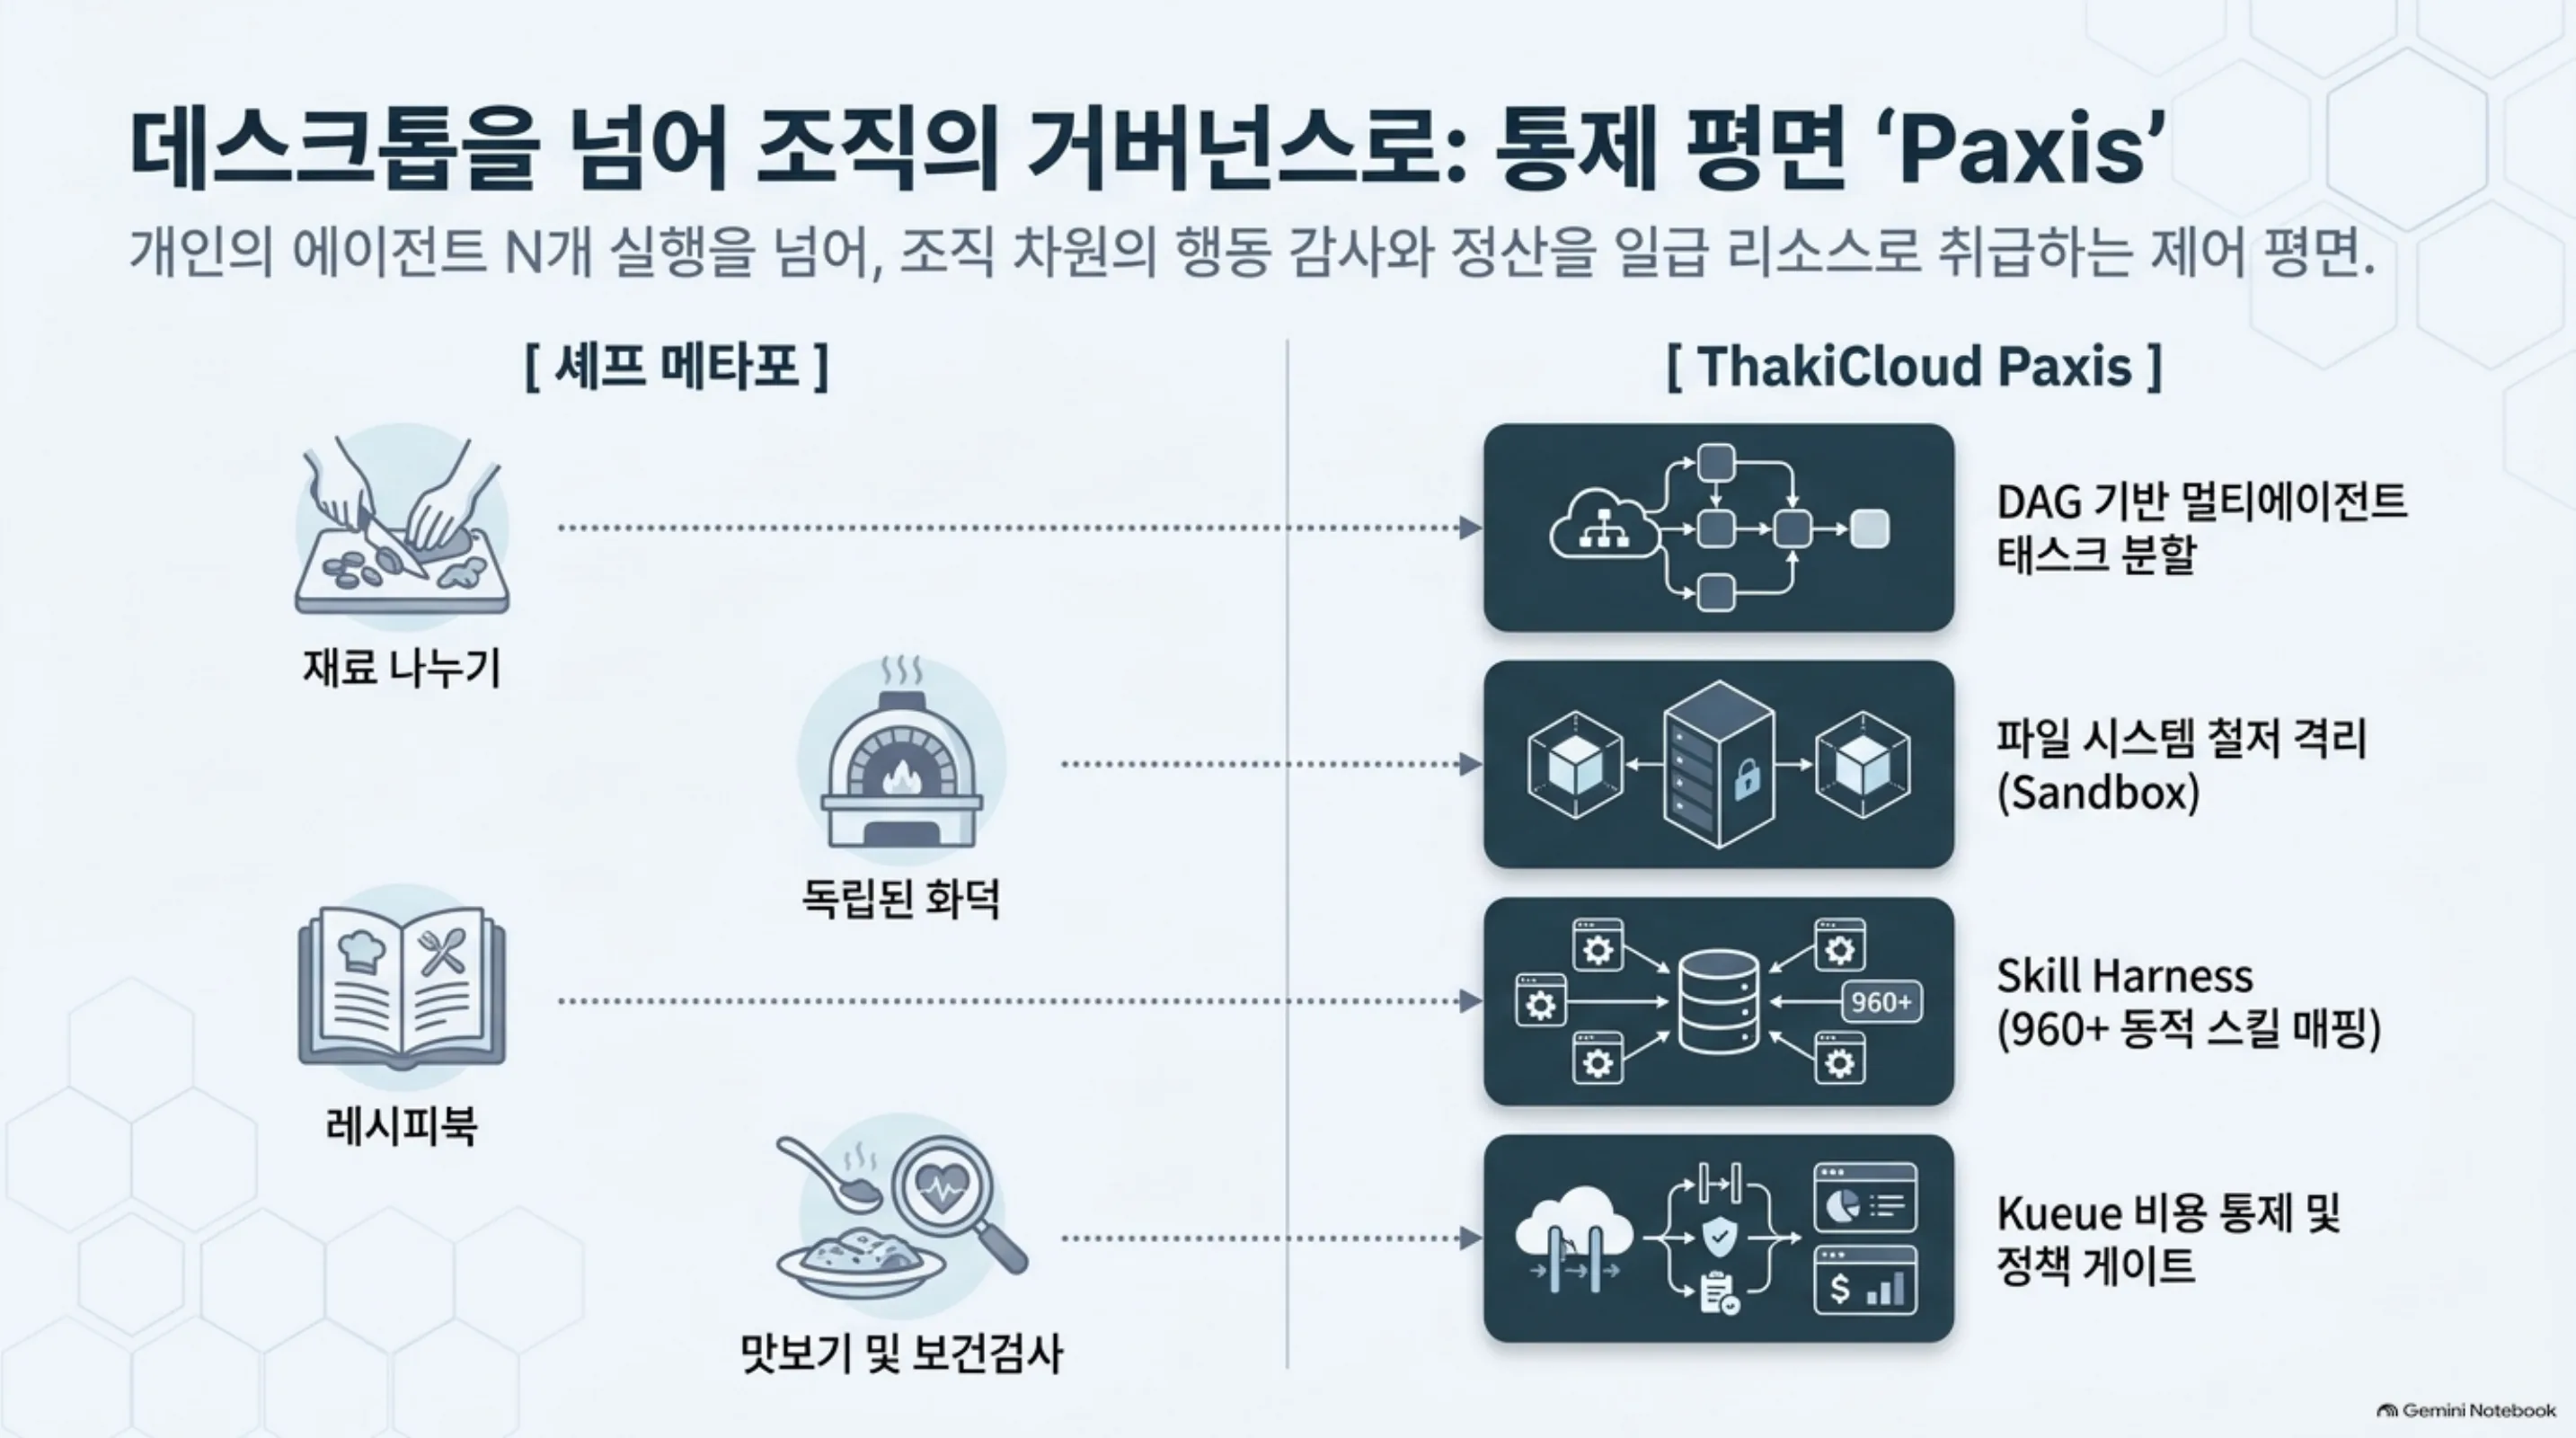 데스크톱을 넘어 조직의 거버넌스로: 통제 평면 ‘Paxis’
개인의 에이전트 N개 실행을 넘어, 조직 차원의 행동 감사와 정산을 일급 리소스로 취급하는 제어 평면.
[ 셰프 메타포 ]
[ ThakiCloud Paxis ]
재료 나누기
DAG 기반 멀티에이전트
태스크 분할
독립된 화덕
파일 시스템 철저 격리
(Sandbox)
레시피북
960+
Skill Harness
(960+ 동적 스킬 매핑)
맛보기 및 보건검사
$
Kueue 비용 통제 및
정책 게이트
Gemini Notebook